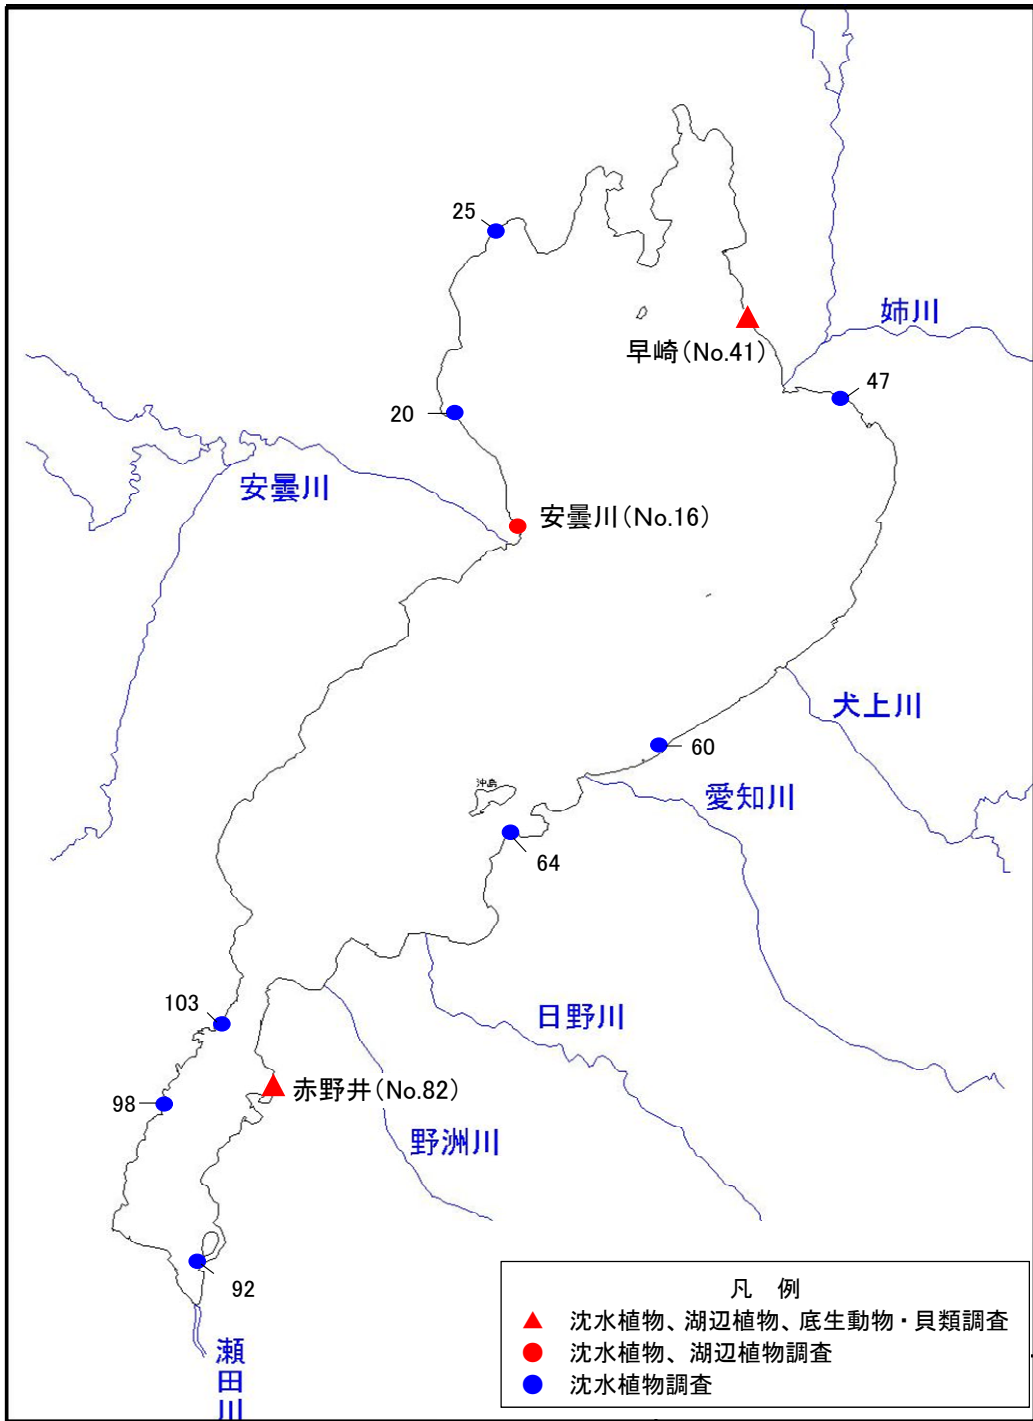 25
姉川
早崎(No.41)
47
20
安曇川
安曇川(No.16)
犬上川
60
沖島
愛知川
64
103
日野川
98
赤野井(No.82)
野洲川
92
瀬田川
凡 例
沈水植物、湖辺植物、底生動物・貝類調査
沈水植物、湖辺植物調査
沈水植物調査